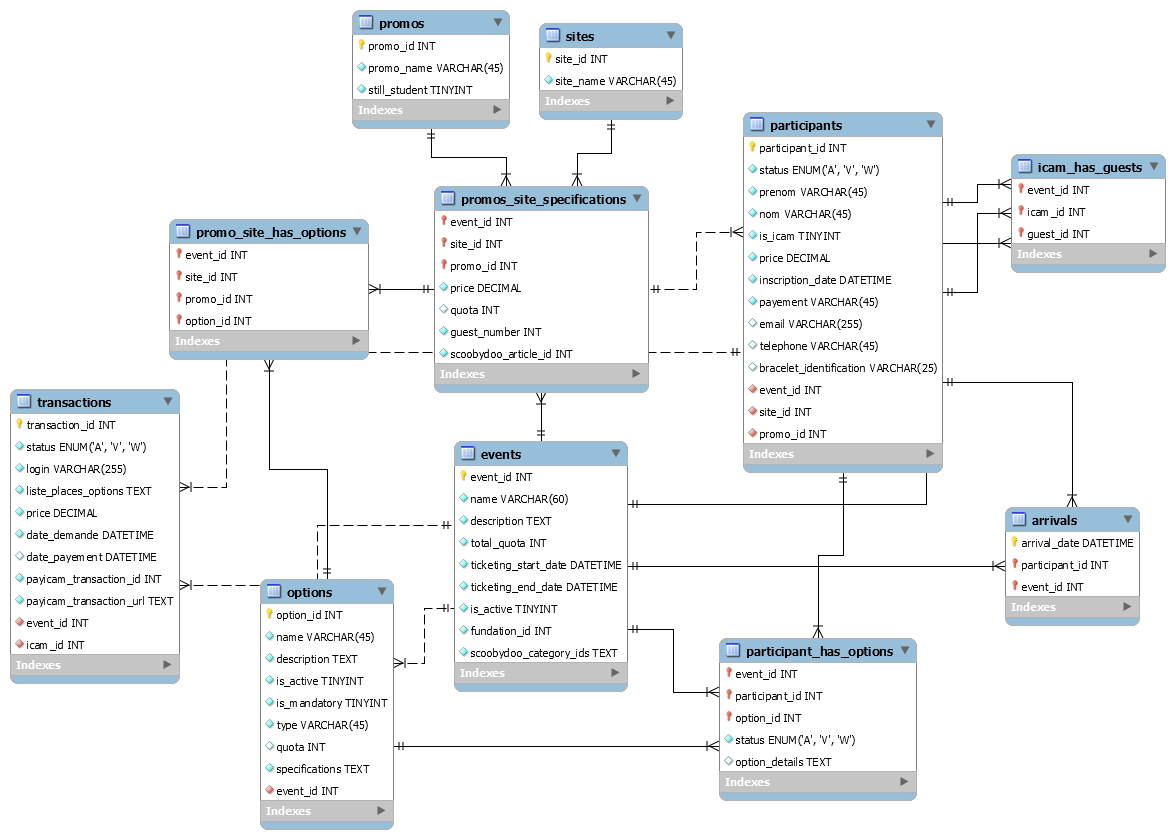 promos
promo_id INT
promo_name VARCHAR(45)
still_student TINYINT
Indexes
sites
site_id INT
site_name VARCHAR(45)
Indexes
participants
participant_id INT
status ENUM('A', 'V', 'W')
prenom VARCHAR(45)
nom VARCHAR(45)
is_icam TINYINT
price DECIMAL
inscription_date DATETIME
payement VARCHAR(45)
email VARCHAR(255)
telephone VARCHAR(45)
bracelet_identification VARCHAR(25)
event_id INT
site_id INT
promo_id INT
Indexes
icam_has_guests
event_id INT
icam_id INT
guest_id INT
Indexes
promos_site_specifications
event_id INT
site_id INT
promo_id INT
price DECIMAL
quota INT
guest_number INT
scoobydoo_article_id INT
Indexes
promo_site_has_options
event_id INT
site_id INT
promo_id INT
option_id INT
Indexes
transactions
transaction_id INT
status ENUM('A', 'V', 'W')
login VARCHAR(255)
liste_places_options TEXT
price DECIMAL
date_demande DATETIME
date_payement DATETIME
payicam_transaction_id INT
payicam_transaction_url TEXT
event_id INT
icam_id INT
Indexes
events
event_id INT
name VARCHAR(60)
description TEXT
total_quota INT
ticketing_start_date DATETIME
ticketing_end_date DATETIME
is_active TINYINT
fundation_id INT
scoobydoo_category_ids TEXT
Indexes
arrivals
arrival_date DATETIME
participant_id INT
event_id INT
Indexes
options
option_id INT
name VARCHAR(45)
description TEXT
is_active TINYINT
is_mandatory TINYINT
type VARCHAR(45)
quota INT
specifications TEXT
event_id INT
Indexes
participant_has_options
event_id INT
participant_id INT
option_id INT
status ENUM('A', 'V', 'W')
option_details TEXT
Indexes